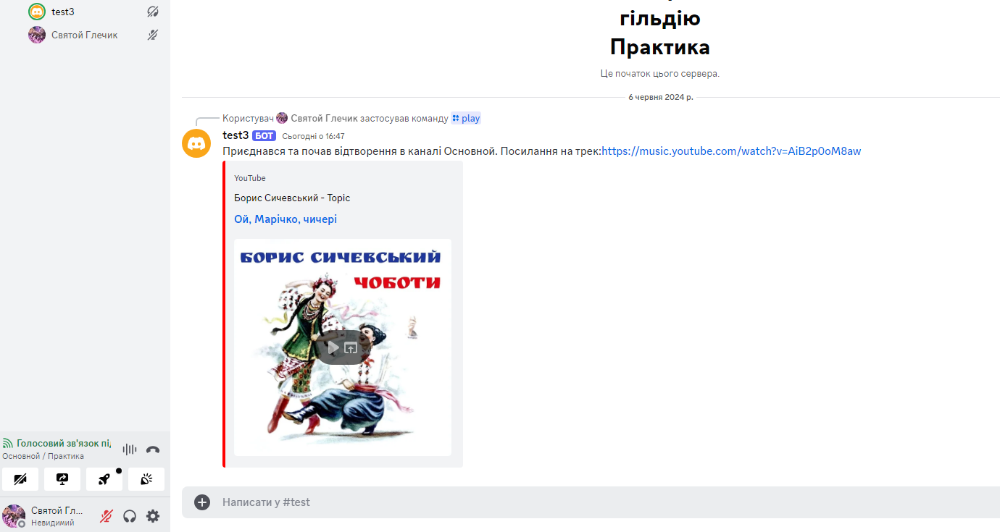 test3
Святой Глечик
гільдію
Практика
Це початок цього сервера.
6 червня 2024 р.
Користувач Святой Глечик застосував команду play
test3 БОТ Сьогодні о 16:47
Приєднався та почав відтворення в каналі Основной. Посилання на трек:https://music.youtube.com/watch?v=AiB2p0oM8aw
YouTube
Борис Сичевський - Topic
Ой, Марічко, чичері
БОРИС СИЧЕВСЬКИЙ
ЧОБОТИ
Голосовий зв'язок пі
Основной / Практика
Святой Гл...
Невидимий
Написати у #test